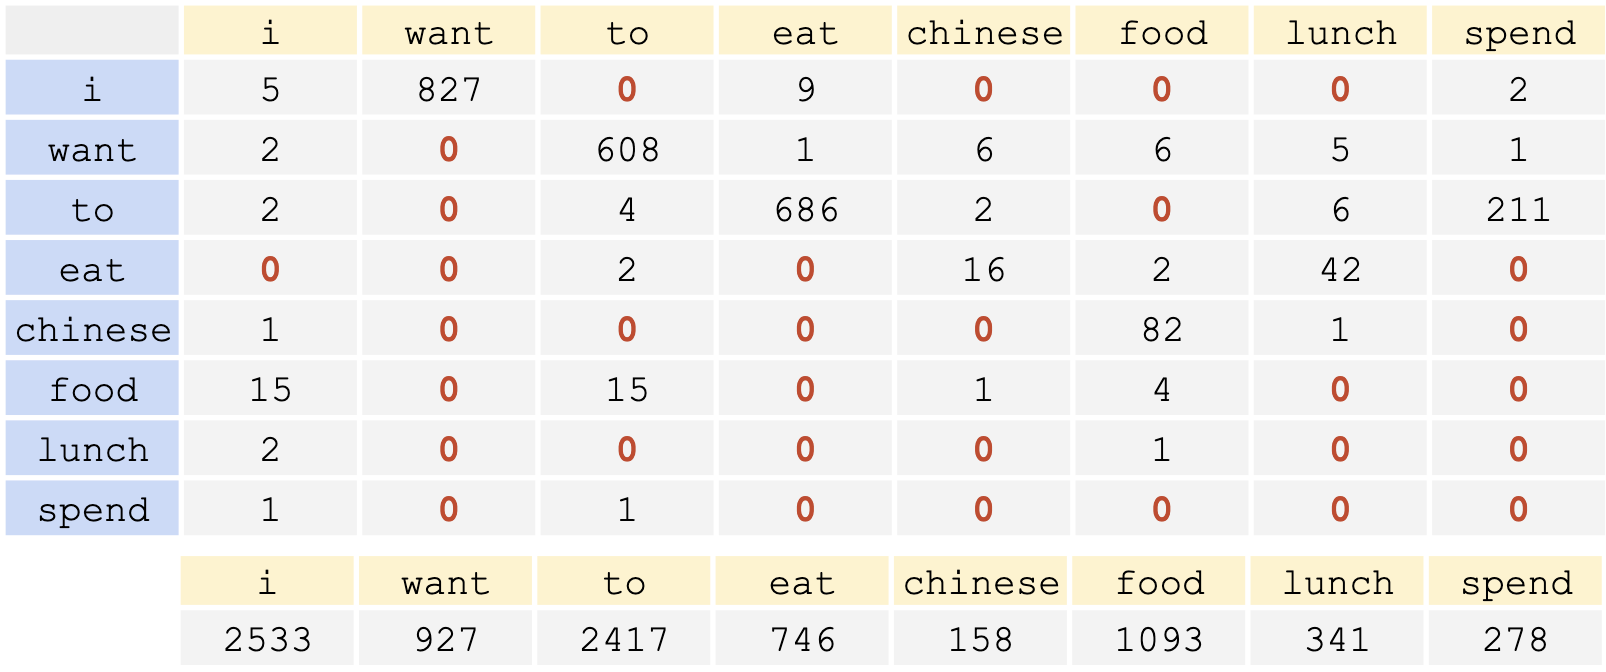 i want to eat chinese food lunch spend
i 5 827 0 9 0 0 0 2
want 2 0 608 1 6 6 5 1
to 2 0 4 686 2 0 6 211
eat 0 0 2 0 16 2 42 0
chinese 1 0 0 0 0 82 1 0
food 15 0 15 0 1 4 0 0
lunch 2 0 0 0 0 1 0 0
spend 1 0 1 0 0 0 0 0
i want to eat chinese food lunch spend
2533 927 2417 746 158 1093 341 278